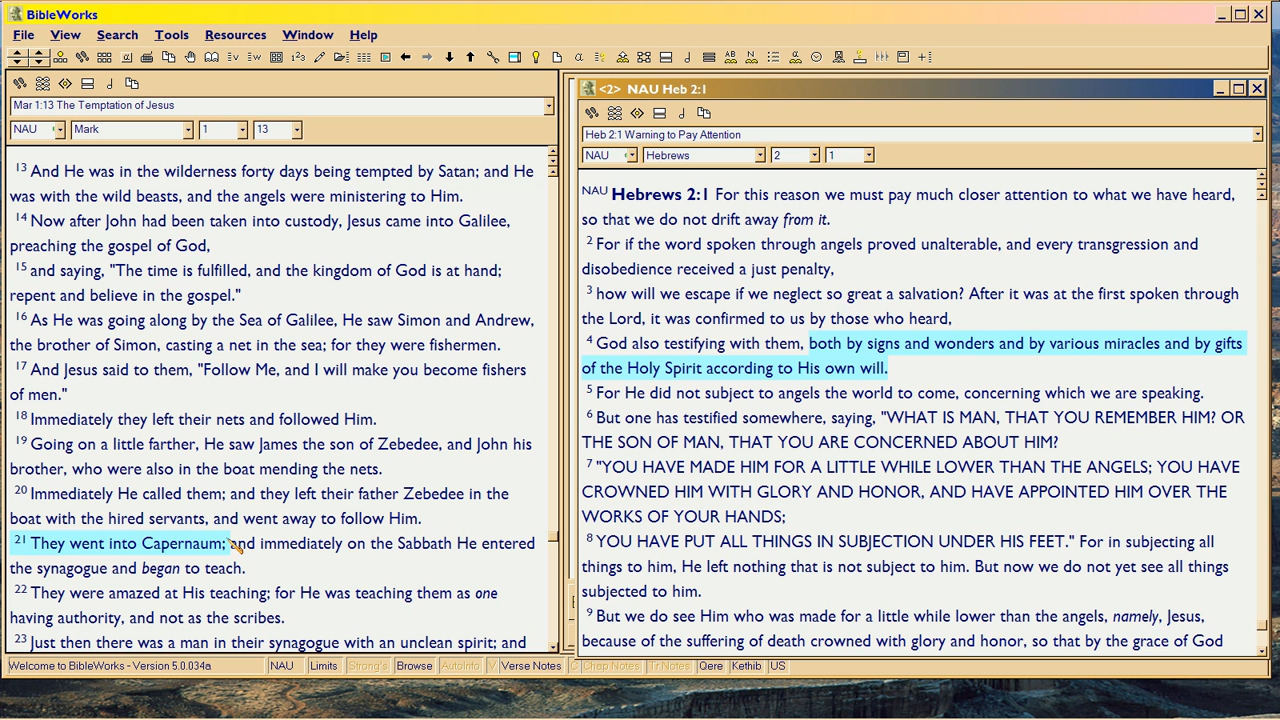 BibleWorks
File View Search Tools Resources Window Help
Mar 1:13 The Temptation of Jesus
NAU Mark 1 13
13 And He was in the wilderness forty days being tempted by Satan; and He
was with the wild beasts, and the angels were ministering to Him.
14 Now after John had been taken into custody, Jesus came into Galilee,
preaching the gospel of God,
15 and saying, "The time is fulfilled, and the kingdom of God is at hand;
repent and believe in the gospel."
16 As He was going along by the Sea of Galilee, He saw Simon and Andrew,
the brother of Simon, casting a net in the sea; for they were fishermen.
17 And Jesus said to them, "Follow Me, and I will make you become fishers
of men."
18 Immediately they left their nets and followed Him.
19 Going on a little farther, He saw James the son of Zebedee, and John his
brother, who were also in the boat mending the nets.
20 Immediately He called them; and they left their father Zebedee in the
boat with the hired servants, and went away to follow Him.
21 They went into Capernaum; and immediately on the Sabbath He entered
the synagogue and began to teach.
22 They were amazed at His teaching; for He was teaching them as one
having authority, and not as the scribes.
23 Just then there was a man in their synagogue with an unclean spirit; and
<2> NAU Heb 2:1
Heb 2:1 Warning to Pay Attention
NAU Hebrews 2 1
NAU Hebrews 2:1 For this reason we must pay much closer attention to what we have heard,
so that we do not drift away from it.
2 For if the word spoken through angels proved unalterable, and every transgression and
disobedience received a just penalty,
3 how will we escape if we neglect so great a salvation? After it was at the first spoken through
the Lord, it was confirmed to us by those who heard,
4 God also testifying with them, both by signs and wonders and by various miracles and by gifts
of the Holy Spirit according to His own will.
5 For He did not subject to angels the world to come, concerning which we are speaking.
6 But one has testified somewhere, saying, "WHAT IS MAN, THAT YOU REMEMBER HIM? OR
THE SON OF MAN, THAT YOU ARE CONCERNED ABOUT HIM?
7 "YOU HAVE MADE HIM FOR A LITTLE WHILE LOWER THAN THE ANGELS; YOU HAVE
CROWNED HIM WITH GLORY AND HONOR, AND HAVE APPOINTED HIM OVER THE
WORKS OF YOUR HANDS;
8 YOU HAVE PUT ALL THINGS IN SUBJECTION UNDER HIS FEET." For in subjecting all
things to him, He left nothing that is not subject to him. But now we do not yet see all things
subjected to him.
9 But we do see Him who was made for a little while lower than the angels, namely, Jesus,
because of the suffering of death crowned with glory and honor, so that by the grace of God
Welcome to BibleWorks - Version 5.0.034a NAU Limits Strong's Browse AutoInfo V Verse Notes C Chap Notes Tr Notes Qere Kethib US